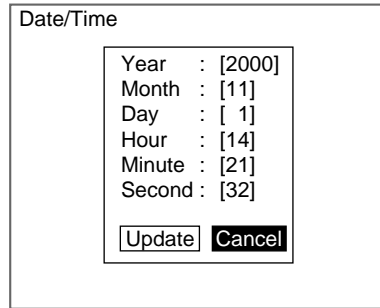 Date/Time
Year : [2000]
Month : [11]
Day : [ 1]
Hour : [14]
Minute : [21]
Second : [32]
Update Cancel